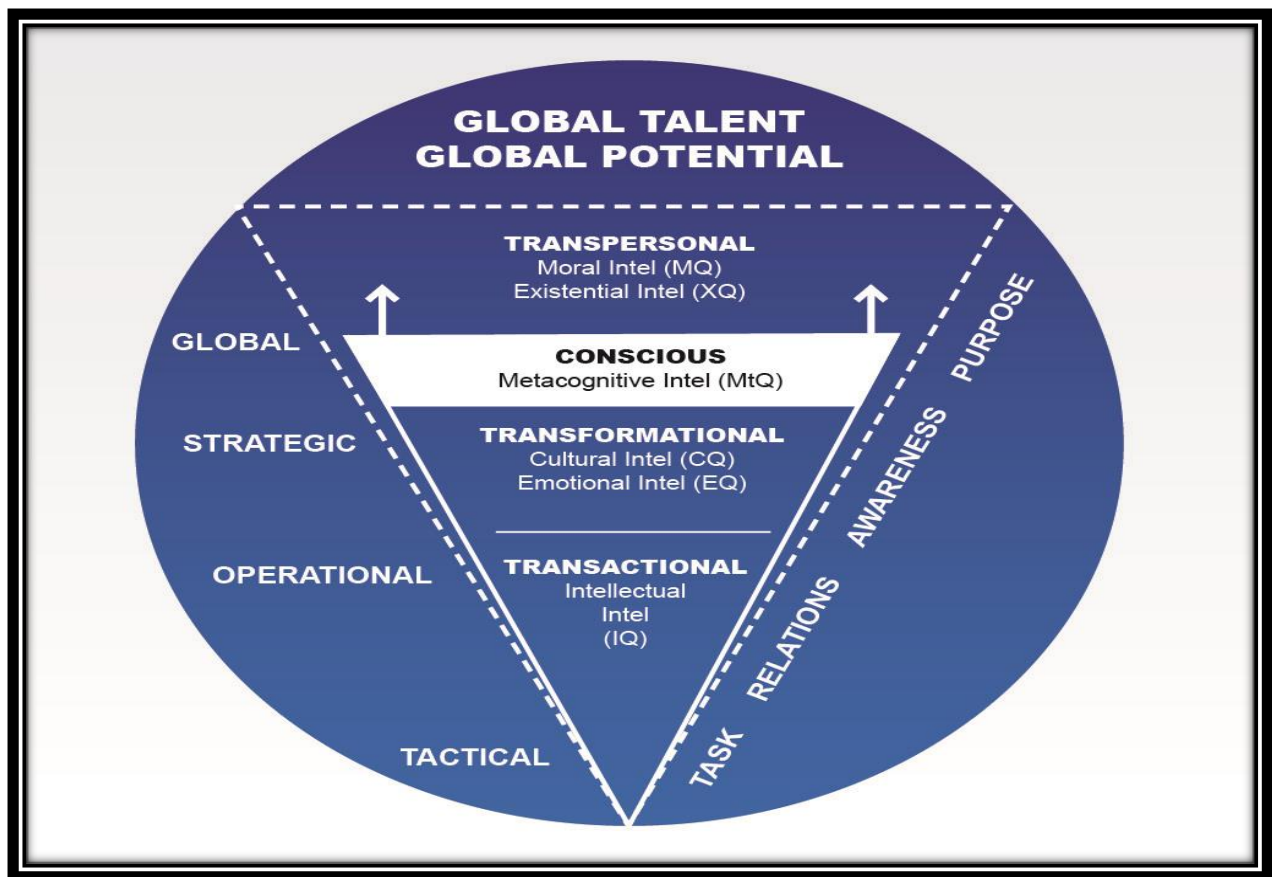 GLOBAL TALENT
GLOBAL POTENTIAL
TRANSPERSONAL
Moral Intel (MQ)
Existential Intel (XQ)
GLOBAL
CONSCIOUS
Metacognitive Intel (MtQ)
STRATEGIC
TRANSFORMATIONAL
Cultural Intel (CQ)
Emotional Intel (EQ)
OPERATIONAL
TRANSACTIONAL
Intellectual
Intel
(IQ)
TACTICAL
TASK RELATIONS AWARENESS PURPOSE